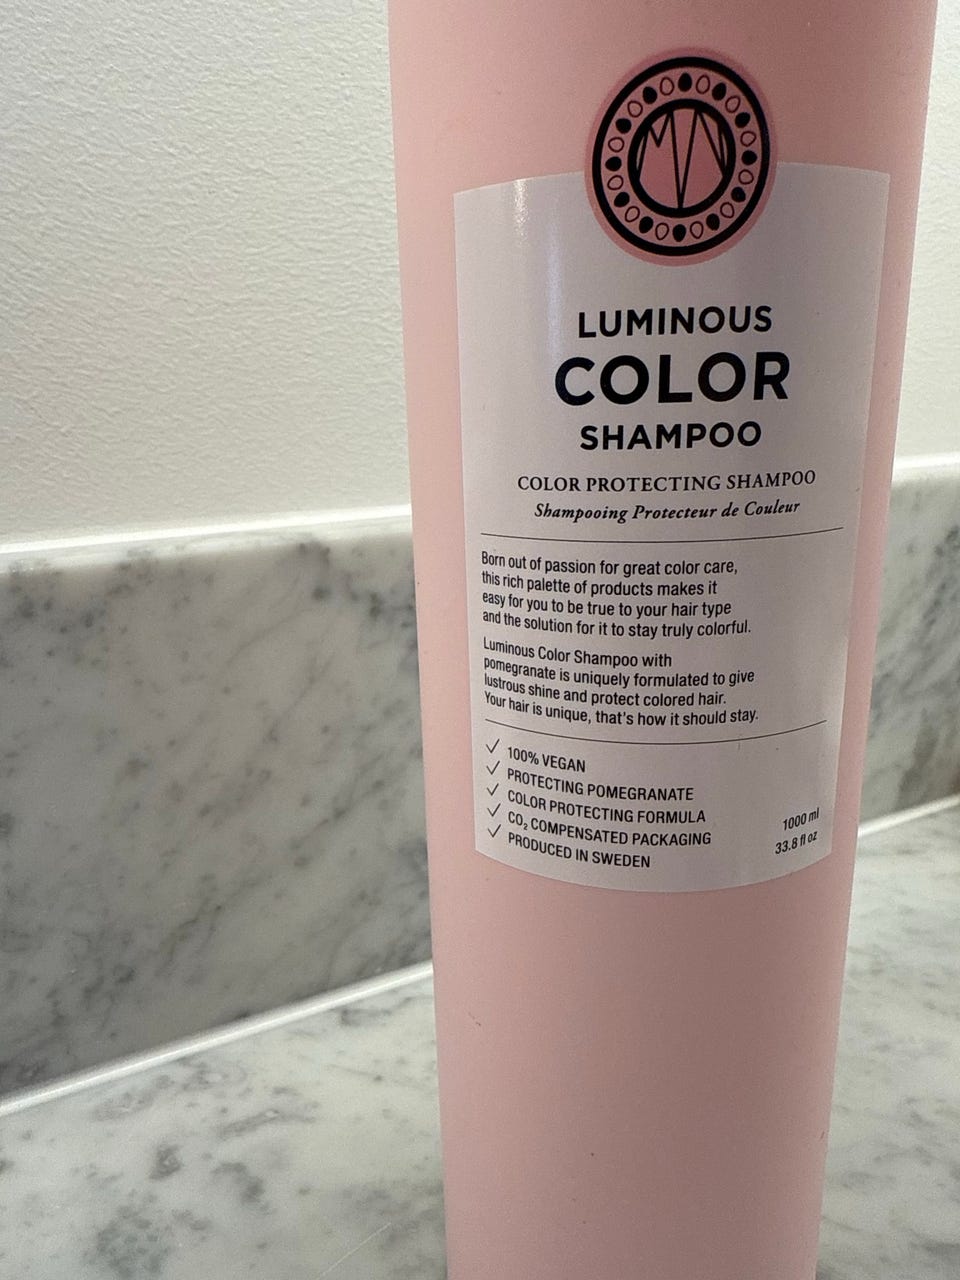 MN
LUMINOUS
COLOR
SHAMPOO
COLOR PROTECTING SHAMPOO
Shampooing Protecteur de Couleur
Born out of passion for great color care,
this rich palette of products makes it
easy for you to be true to your hair type
and the solution for it to stay truly colorful.
Luminous Color Shampoo with
pomegranate is uniquely formulated to give
lustrous shine and protect colored hair.
Your hair is unique, that's how it should stay.
✓ 100% VEGAN
✓ PROTECTING POMEGRANATE
✓ COLOR PROTECTING FORMULA
✓ CO₂ COMPENSATED PACKAGING
✓ PRODUCED IN SWEDEN
1000 ml
33.8 fl oz